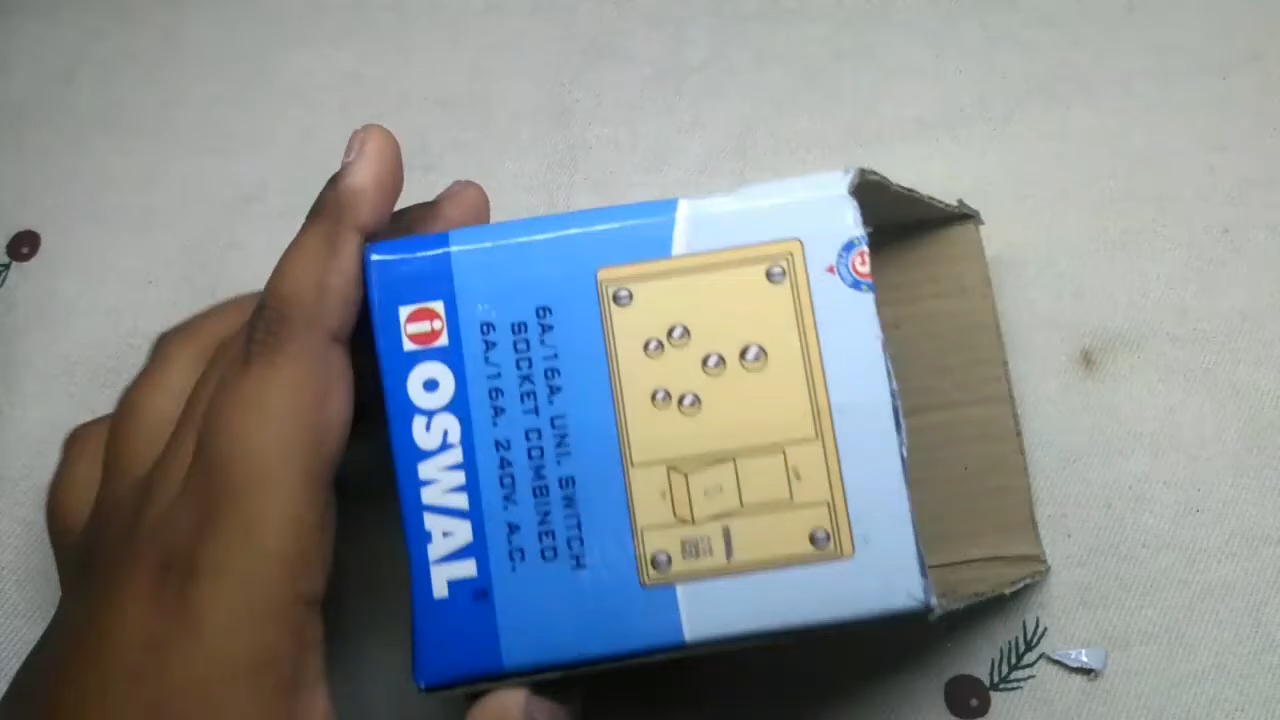 i OSWAL
6A./16A. UNI. SWITCH
SOCKET COMBINED
6A./16A. 240V. A.C.